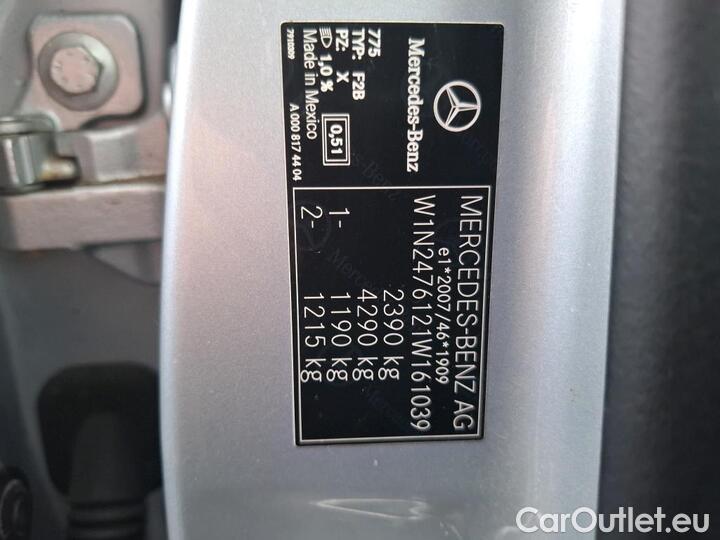 Mercedes-Benz
775
TYP: F2B
PZ: X
1,0 % 0,51
Made in Mexico
7910309 A 000 817 44 04
MERCEDES-BENZ AG
e1*2007/46*1909
W1N2476121W161039
2390 kg
4290 kg
1- 1190 kg
2- 1215 kg
CarOutlet.eu